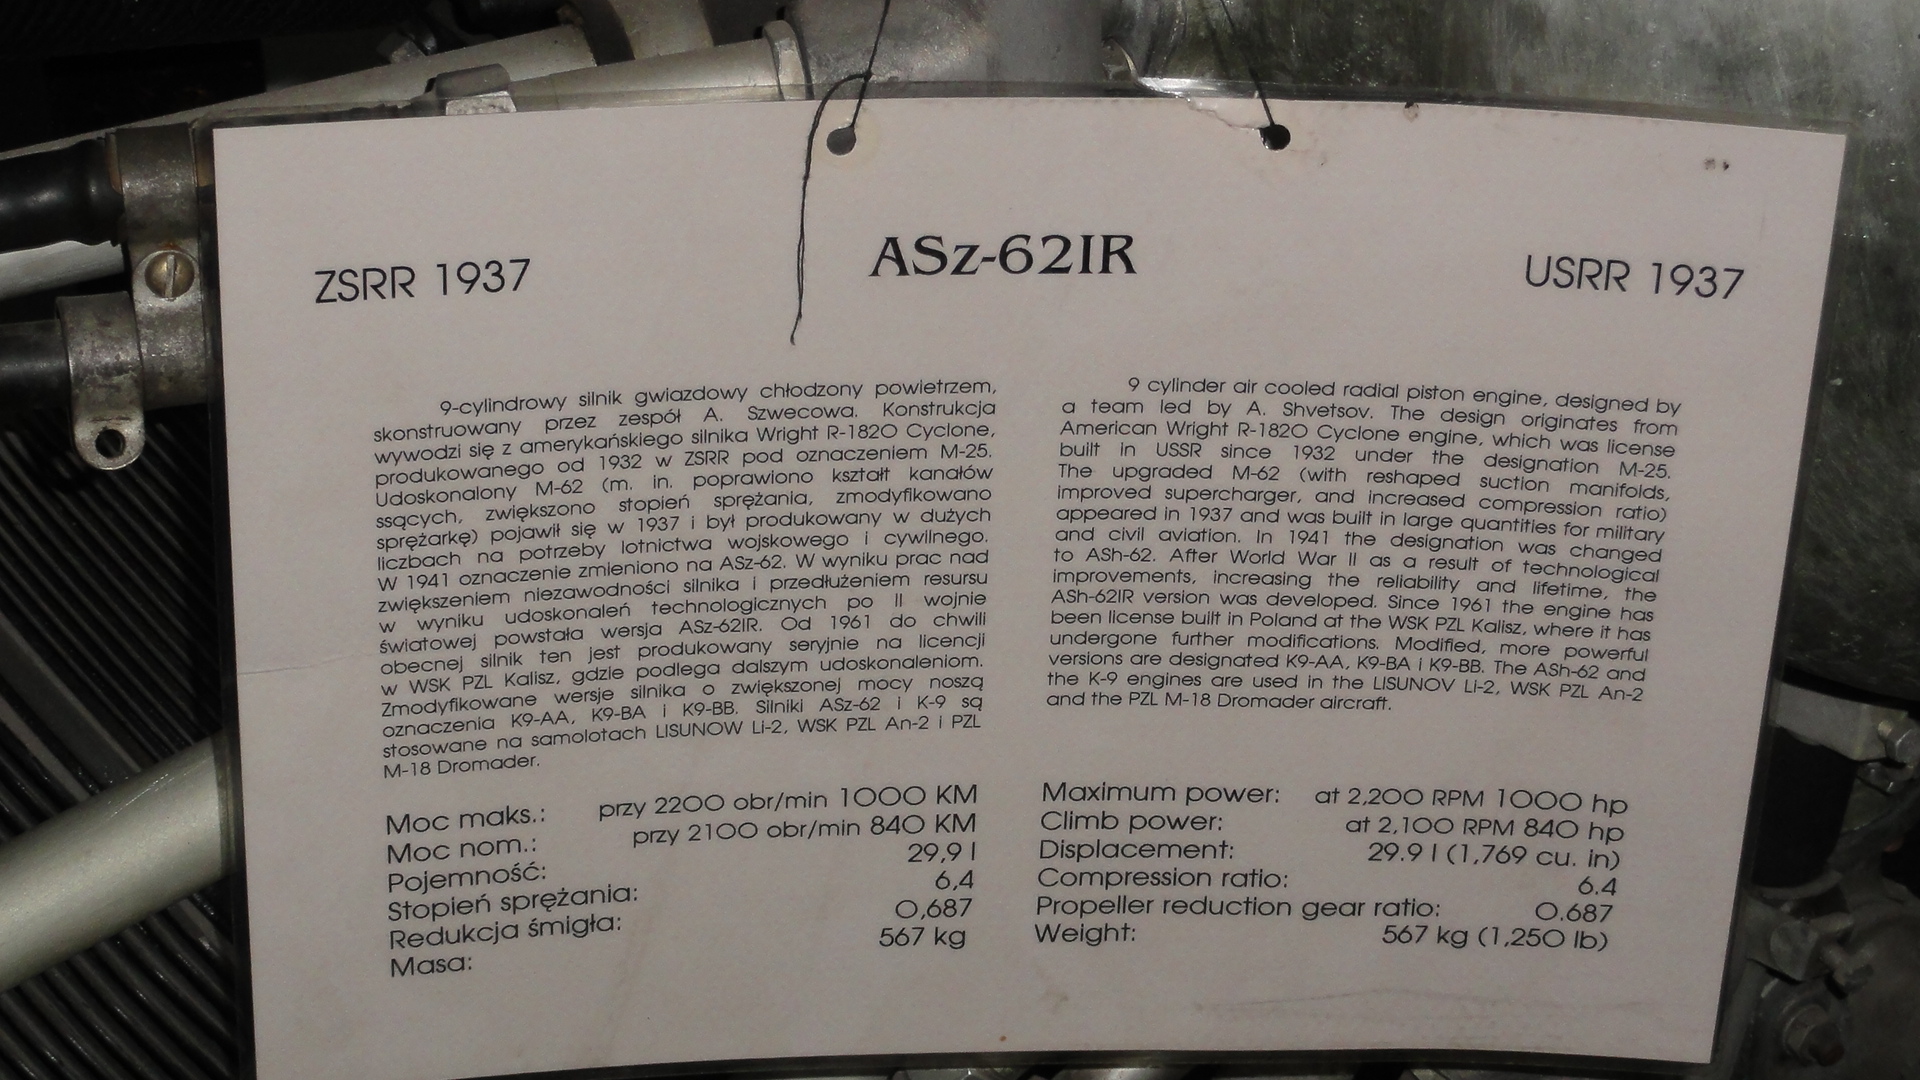 ASz-62IR
ZSRR 1937
USRR 1937
9-cylindrowy silnik gwiazdowy chłodzony powietrzem,
skonstruowany przez zespół A. Szwecowa. Konstrukcja
wywodzi się z amerykańskiego silnika Wright R-1820 Cyclone,
produkowanego od 1932 w ZSRR pod oznaczeniem M-25.
Udoskonalony M-62 (m. in. poprawiono kształt kanałów
ssących, zwiększono stopień sprężania, zmodyfikowano
sprężarkę) pojawił się w 1937 i był produkowany w dużych
liczbach na potrzeby lotnictwa wojskowego i cywilnego.
W 1941 oznaczenie zmieniono na ASz-62. W wyniku prac nad
zwiększeniem niezawodności silnika i przedłużeniem resursu
w wyniku udoskonaleń technologicznych po II wojnie
światowej powstała wersja ASz-62IR. Od 1961 do chwili
obecnej silnik ten jest produkowany seryjnie na licencji
w WSK PZL Kalisz, gdzie podlega dalszym udoskonaleniom.
Zmodyfikowane wersje silnika o zwiększonej mocy noszą
oznaczenia K9-AA, K9-BA i K9-BB. Silniki ASz-62 i K-9 są
stosowane na samolotach LISUNOW Li-2, WSK PZL An-2 i PZL
M-18 Dromader.
Moc maks.: przy 2200 obr/min 1000 KM
Moc nom.: przy 2100 obr/min 840 KM
Pojemność: 29,9 l
Stopień sprężania: 6,4
Redukcja śmigła: 0,687
Masa: 567 kg
9 cylinder air cooled radial piston engine, designed by
a team led by A. Shvetsov. The design originates from
American Wright R-1820 Cyclone engine, which was license
built in USSR since 1932 under the designation M-25.
The upgraded M-62 (with reshaped suction manifolds,
improved supercharger, and increased compression ratio)
appeared in 1937 and was built in large quantities for military
and civil aviation. In 1941 the designation was changed
to ASh-62. After World War II as a result of technological
improvements, increasing the reliability and lifetime, the
ASh-62IR version was developed. Since 1961 the engine has
been license built in Poland at the WSK PZL Kalisz, where it has
undergone further modifications. Modified, more powerful
versions are designated K9-AA, K9-BA i K9-BB. The ASh-62 and
the K-9 engines are used in the LISUNOV Li-2, WSK PZL An-2
and the PZL M-18 Dromader aircraft.
Maximum power: at 2,200 RPM 1000 hp
Climb power: at 2,100 RPM 840 hp
Displacement: 29.9 l (1,769 cu. in)
Compression ratio: 6.4
Propeller reduction gear ratio: 0.687
Weight: 567 kg (1,250 lb)